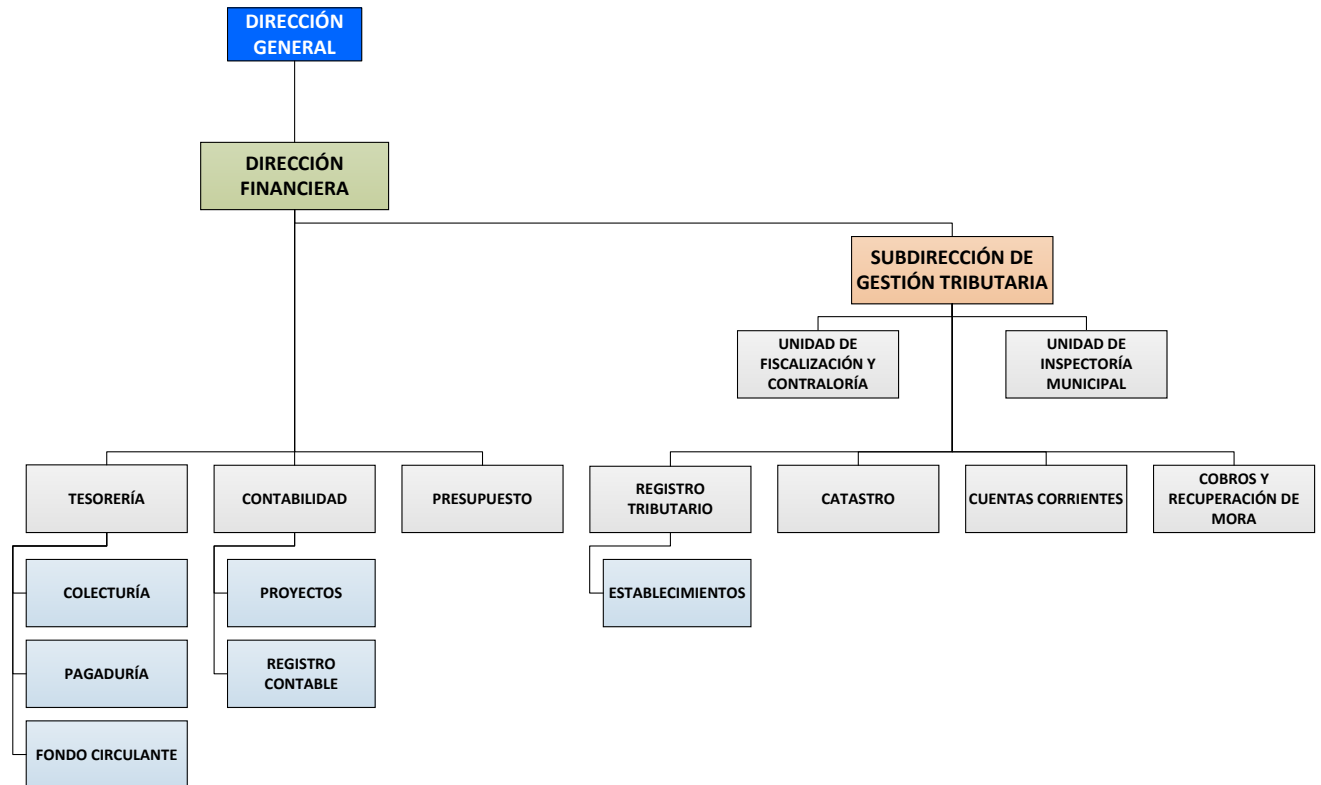 DIRECCIÓN
GENERAL
DIRECCIÓN
FINANCIERA
SUBDIRECCIÓN DE
GESTIÓN TRIBUTARIA
UNIDAD DE
FISCALIZACIÓN Y
CONTRALORÍA
UNIDAD DE
INSPECTORÍA
MUNICIPAL
TESORERÍA
CONTABILIDAD
PRESUPUESTO
REGISTRO
TRIBUTARIO
CATASTRO
CUENTAS CORRIENTES
COBROS Y
RECUPERACIÓN DE
MORA
COLECTURÍA
PROYECTOS
ESTABLECIMIENTOS
PAGADURÍA
REGISTRO
CONTABLE
FONDO CIRCULANTE